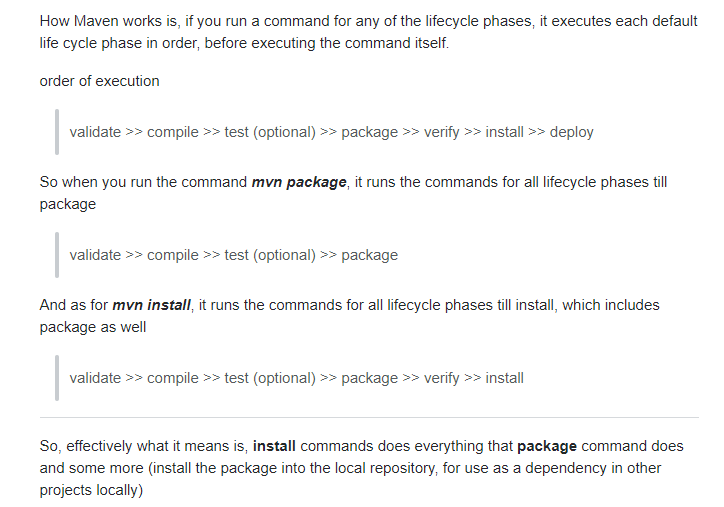 How Maven works is, if you run a command for any of the lifecycle phases, it executes each default
life cycle phase in order, before executing the command itself.
order of execution
validate >> compile >> test (optional) >> package >> verify >> install >> deploy
So when you run the command mvn package, it runs the commands for all lifecycle phases till
package
validate >> compile >> test (optional) >> package
And as for mvn install, it runs the commands for all lifecycle phases till install, which includes
package as well
validate >> compile >> test (optional) >> package >> verify >> install
So, effectively what it means is, install commands does everything that package command does
and some more (install the package into the local repository, for use as a dependency in other
projects locally)